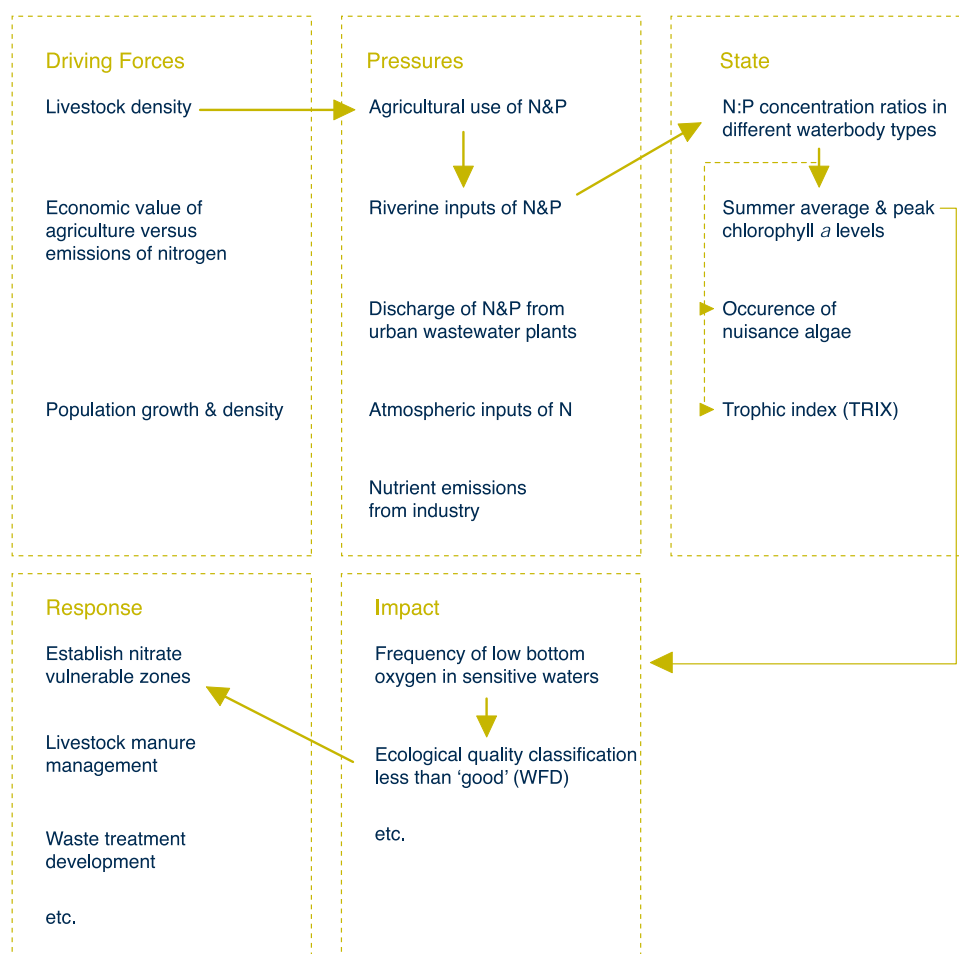 Driving Forces
Livestock density
Economic value of
agriculture versus
emissions of nitrogen
Population growth & density
Pressures
Agricultural use of N&P
Riverine inputs of N&P
Discharge of N&P from
urban wastewater plants
Atmospheric inputs of N
Nutrient emissions
from industry
State
N:P concentration ratios in
different waterbody types
Summer average & peak
chlorophyll a levels
Occurence of
nuisance algae
Trophic index (TRIX)
Response
Establish nitrate
vulnerable zones
Livestock manure
management
Waste treatment
development
etc.
Impact
Frequency of low bottom
oxygen in sensitive waters
Ecological quality classification
less than ‘good’ (WFD)
etc.